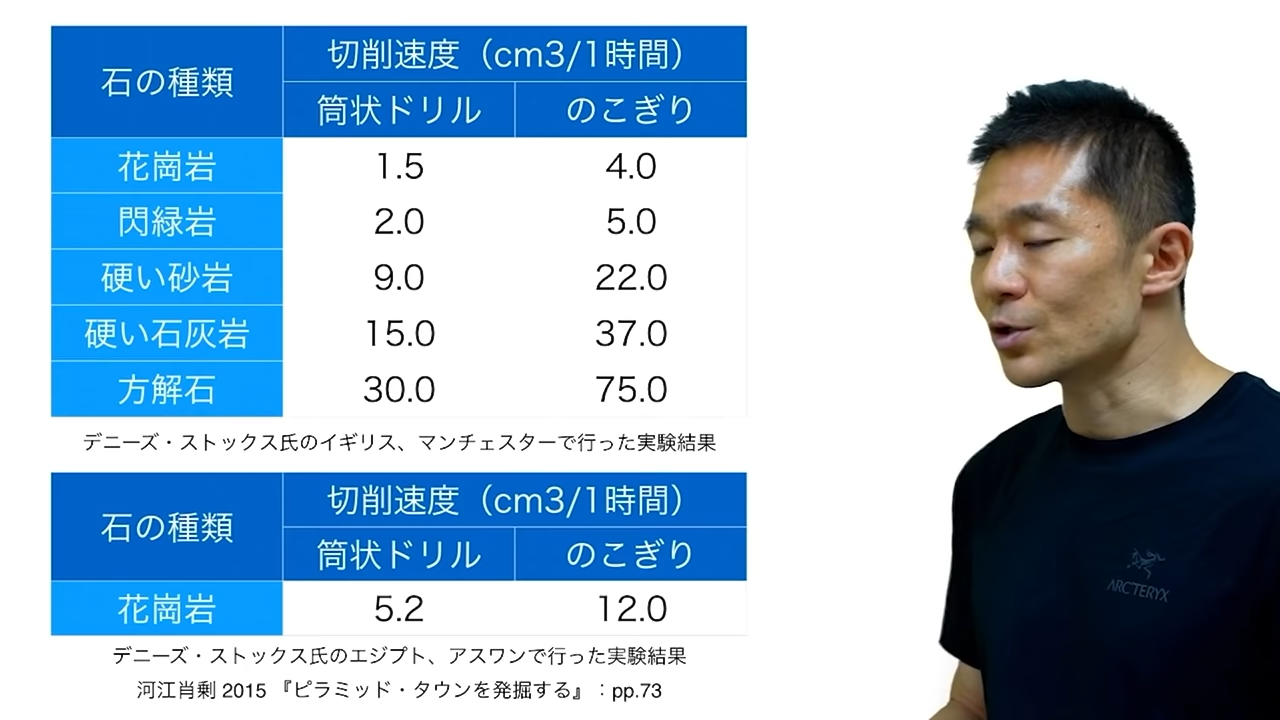 石の種類
切削速度（cm3/1時間）
筒状ドリル
のこぎり
花崗岩 1.5 4.0
閃緑岩 2.0 5.0
硬い砂岩 9.0 22.0
硬い石灰岩 15.0 37.0
方解石 30.0 75.0
デニーズ・ストックス氏のイギリス、マンチェスターで行った実験結果
石の種類
切削速度（cm3/1時間）
筒状ドリル
のこぎり
花崗岩 5.2 12.0
デニーズ・ストックス氏のエジプト、アスワンで行った実験結果
河江肖剰 2015 『ピラミッド・タウンを発掘する』：pp.73
ARC'TERYX